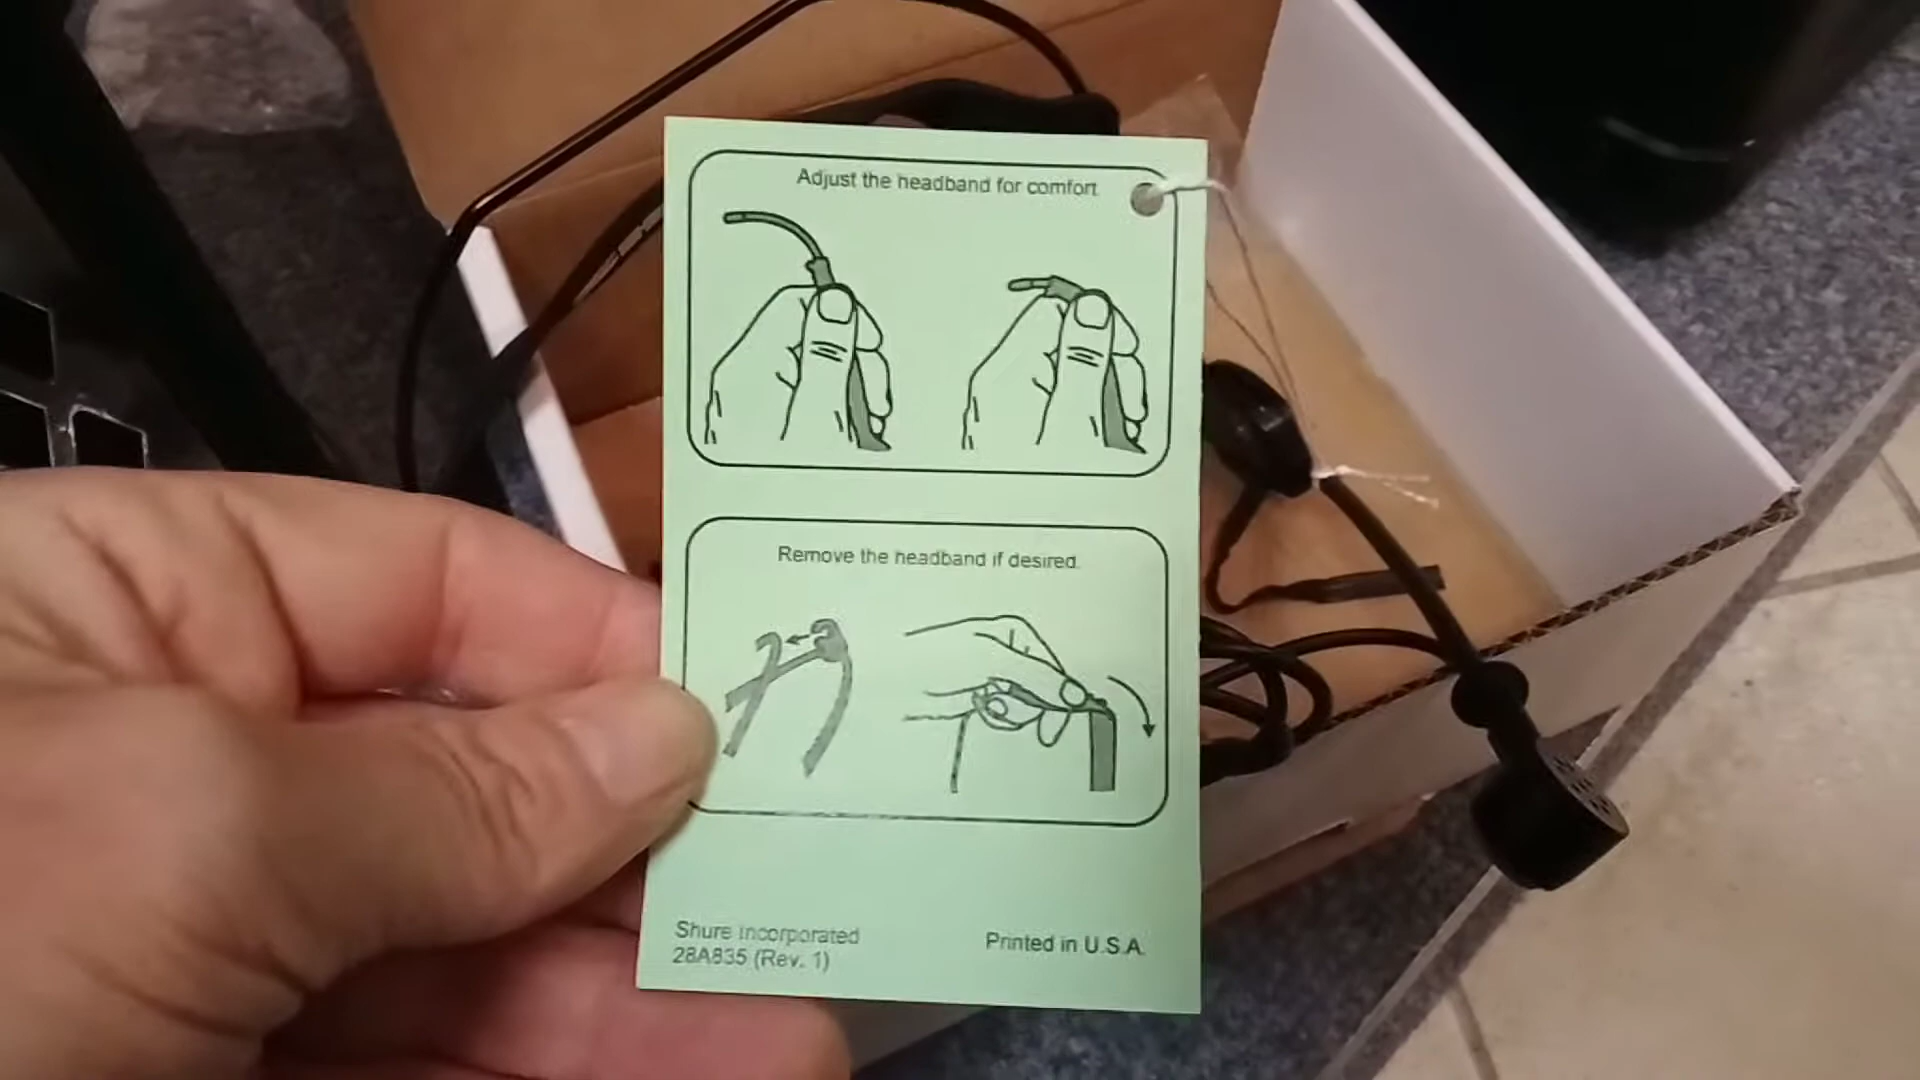 Adjust the headband for comfort.
Remove the headband if desired.
Shure Incorporated
28A835 (Rev. 1)
Printed in U.S.A.